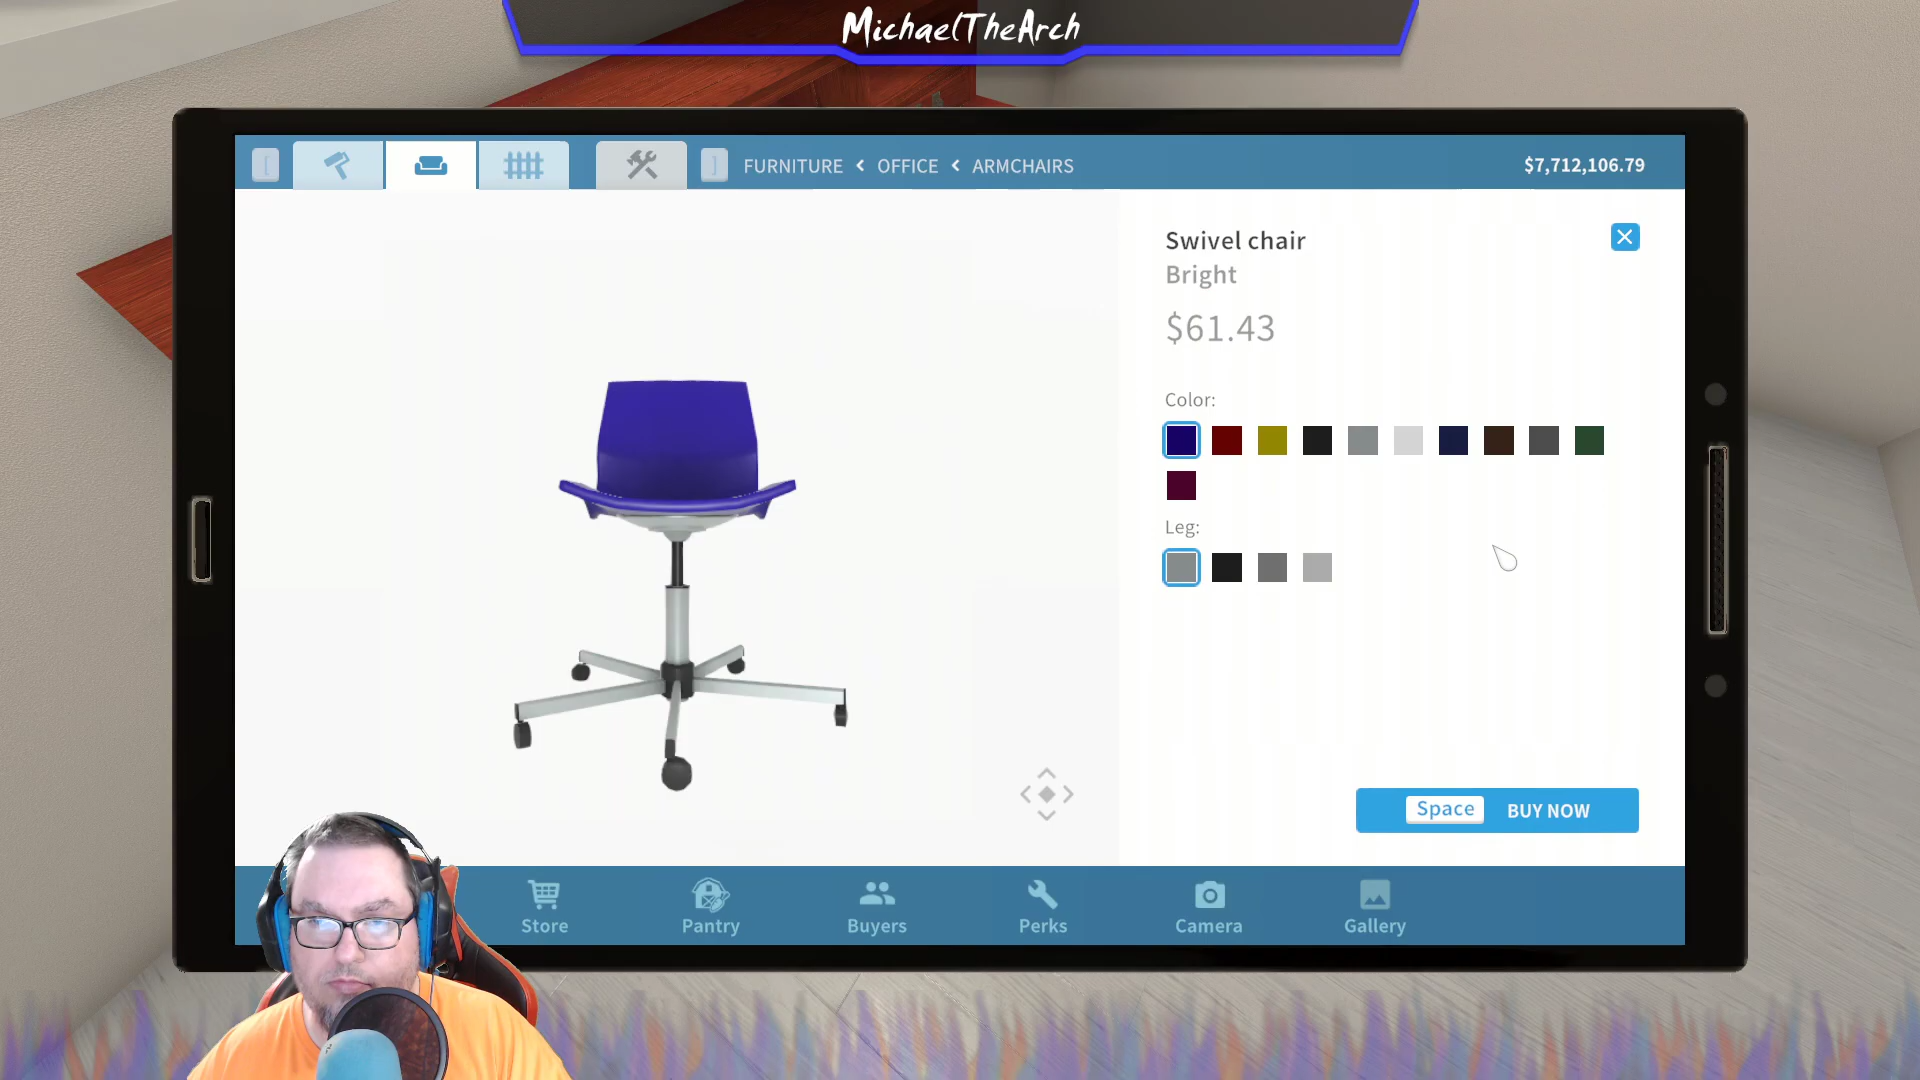 MichaelTheArch
[
]
FURNITURE < OFFICE < ARMCHAIRS
$7,712,106.79
Swivel chair
Bright
$61.43
Color:
Leg:
Space BUY NOW
Store
Pantry
Buyers
Perks
Camera
Gallery